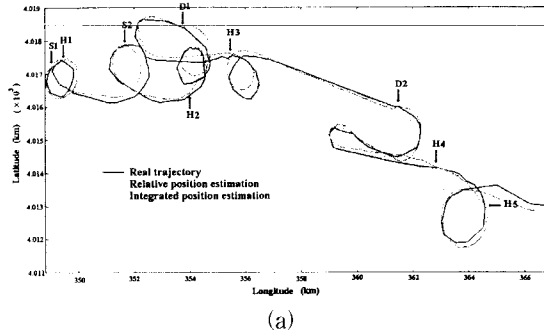 4.019
4.018
4.017
4.016
4.015
4.014
4.013
4.012
4.011
Latitude (km) (×10³)
S1
H1
S2
D1
H2
H3
D2
H4
H5
Real trajectory
Relative position estimation
Integrated position estimation
350
352
354
356
358
360
362
364
366
Longitude (km)
(a)